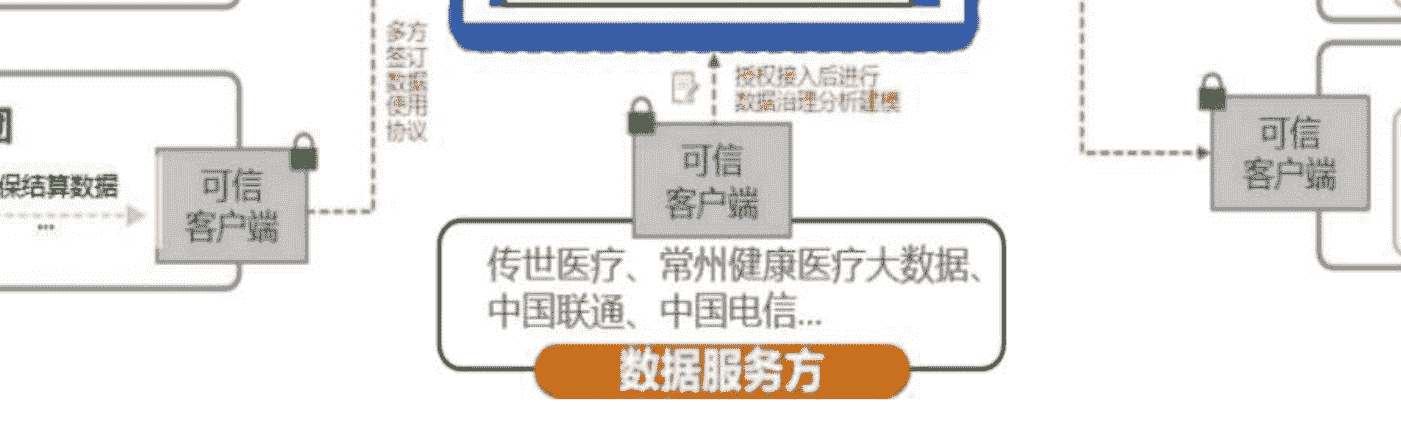 多方
签订
数据
使用
协议
授权接入后进行
数据治理分析建模
可信
客户端
保结算数据
...
可信
客户端
可信
客户端
传世医疗、常州健康医疗大数据、
中国联通、中国电信...
数据服务方